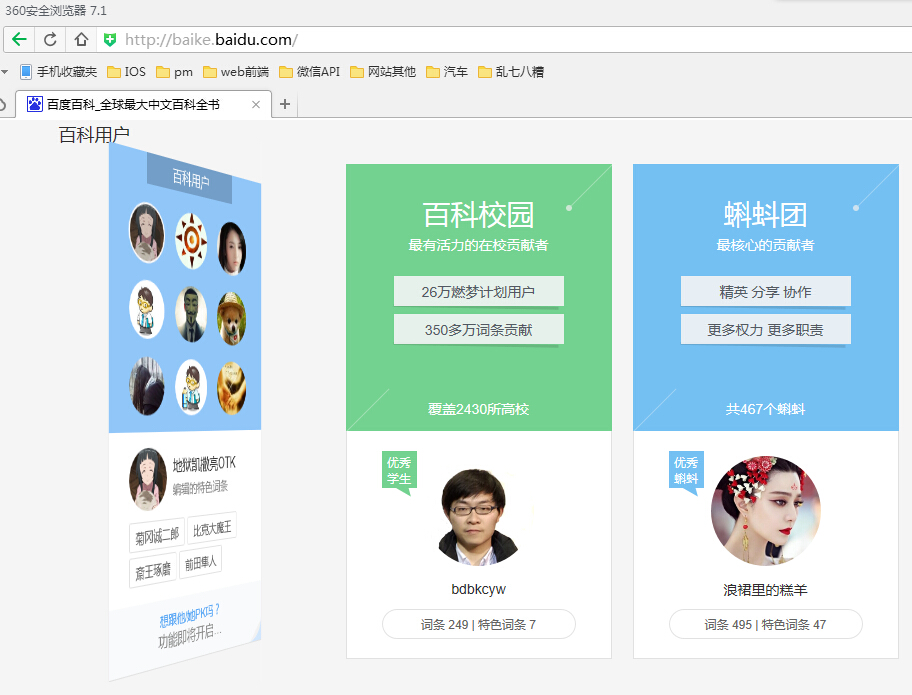 360安全浏览器 7.1
http://baike.baidu.com/
手机收藏夹 IOS pm web前端 微信API 网站其他 汽车 乱七八糟
百度百科_全球最大中文百科全书
百科用户
百科用户
地狱凯撒亮OTK
编辑的特色词条
菊冈诚二郎 比克大魔王
斎王琢磨 前田隼人
想跟他/她PK吗？
功能即将开启...
百科校园
最有活力的在校贡献者
26万燃梦计划用户
350多万词条贡献
覆盖2430所高校
优秀
学生
bdbkcyw
词条 249 | 特色词条 7
蝌蚪团
最核心的贡献者
精英 分享 协作
更多权力 更多职责
共467个蝌蚪
优秀
蝌蚪
浪裙里的糕羊
词条 495 | 特色词条 47